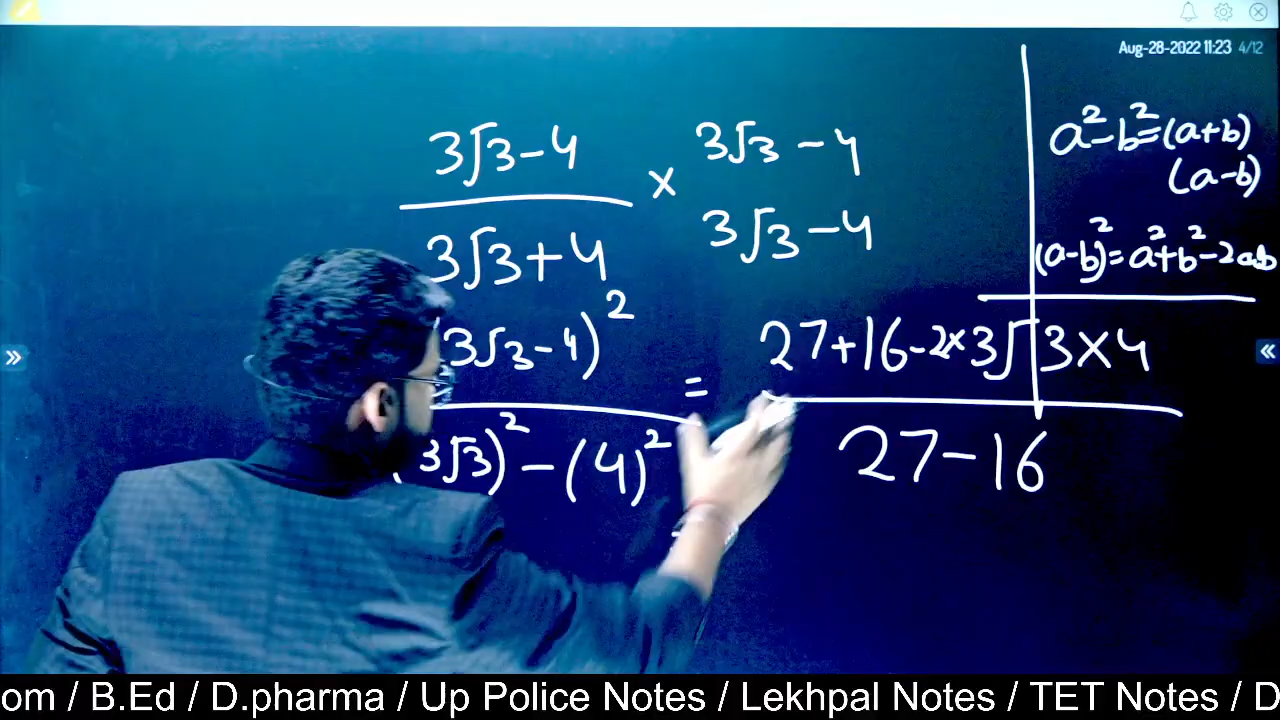 Aug-28-2022 11:23 4/12
a²-b²=(a+b)
(a-b)
(a-b)²=a²+b²-2ab
3√3-4 × 3√3-4
3√3+4 3√3-4
3√3-4)² = 27+16-2×3√3×4
(3√3)²-(4)² 27-16
om / B.Ed / D.pharma / Up Police Notes / Lekhpal Notes / TET Notes / D